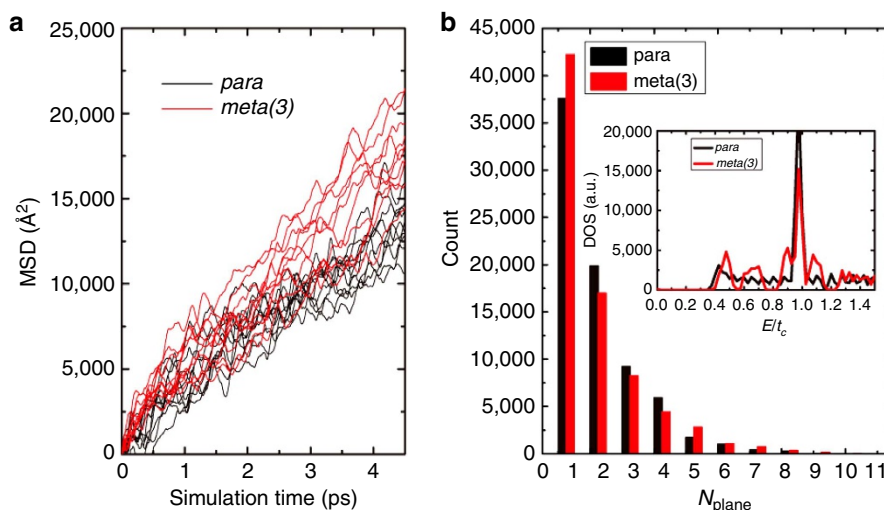 a
25,000
20,000
15,000
10,000
5,000
0
MSD (Å²)
para
meta(3)
0 1 2 3 4
Simulation time (ps)
b
45,000
40,000
35,000
30,000
25,000
20,000
15,000
10,000
5,000
0
Count
para
meta(3)
20,000
15,000
10,000
5,000
0
DOS (a.u.)
para
meta(3)
0.0 0.2 0.4 0.6 0.8 1.0 1.2 1.4
E/tc
0 1 2 3 4 5 6 7 8 9 10 11
Nplane